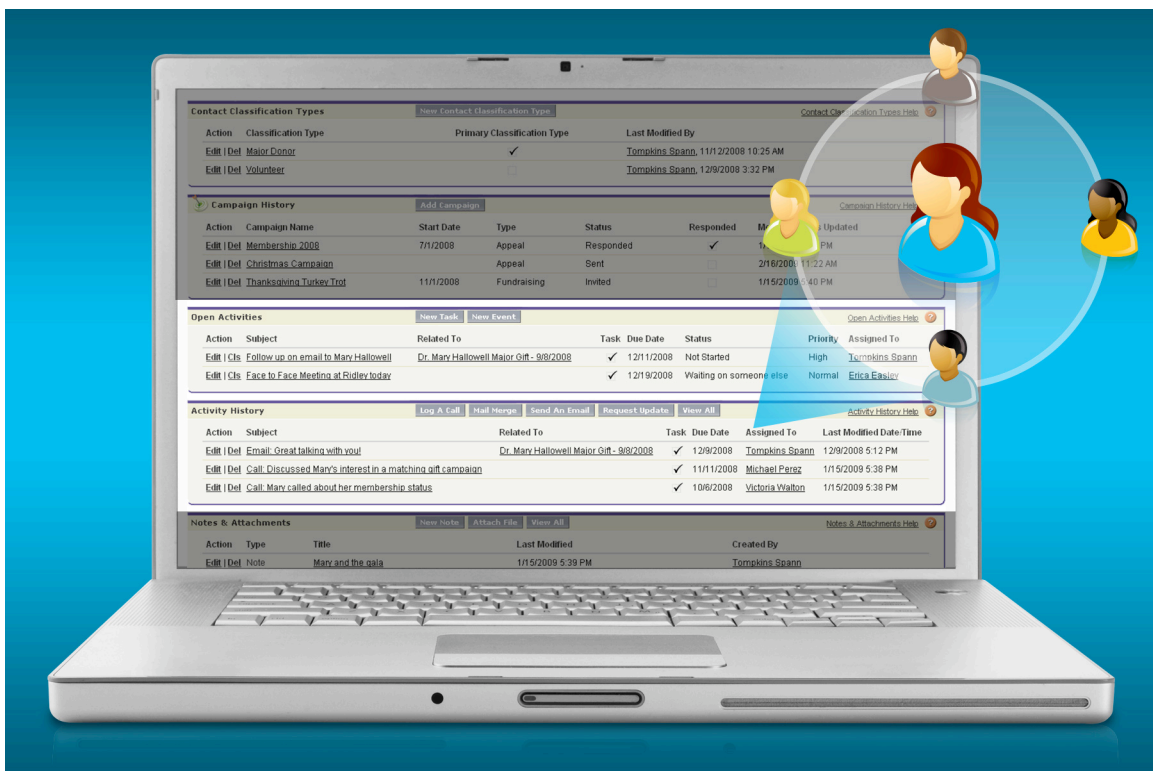 Contact Classification Types New Contact Classification Type Contact Classification Types Help ?
Action Classification Type Primary Classification Type Last Modified By
Edit | Del Major Donor ✓ Tompkins Spann, 11/12/2008 10:25 AM
Edit | Del Volunteer Tompkins Spann, 12/9/2008 3:32 PM
Campaign History Add Campaign Campaign History Help
Action Campaign Name Start Date Type Status Responded Updated
Edit | Del Membership 2008 7/1/2008 Appeal Responded ✓ PM
Edit | Del Christmas Campaign Appeal Sent 2/16/2009 11:22 AM
Edit | Del Thanksgiving Turkey Trot 11/1/2008 Fundraising Invited 1/15/2009 5:40 PM
Open Activities New Task New Event Open Activities Help ?
Action Subject Related To Task Due Date Status Priority Assigned To
Edit | Cls Follow up on email to Mary Hallowell Dr. Mary Hallowell Major Gift - 9/8/2008 ✓ 12/11/2008 Not Started High Tompkins Spann
Edit | Cls Face to Face Meeting at Ridley today ✓ 12/19/2008 Waiting on someone else Normal Erica Easley
Activity History Log A Call Mail Merge Send An Email Request Update View All Activity History Help ?
Action Subject Related To Task Due Date Assigned To Last Modified Date/Time
Edit | Del Email: Great talking with you! Dr. Mary Hallowell Major Gift - 9/8/2008 ✓ 12/9/2008 Tompkins Spann 12/9/2008 5:12 PM
Edit | Del Call: Discussed Mary's interest in a matching gift campaign ✓ 11/11/2008 Michael Perez 1/15/2009 5:38 PM
Edit | Del Call: Mary called about her membership status ✓ 10/6/2008 Victoria Walton 1/15/2009 5:38 PM
Notes & Attachments New Note Attach File View All Notes & Attachments Help ?
Action Type Title Last Modified Created By
Edit | Del Note Mary and the gala 1/15/2009 5:39 PM Tompkins Spann